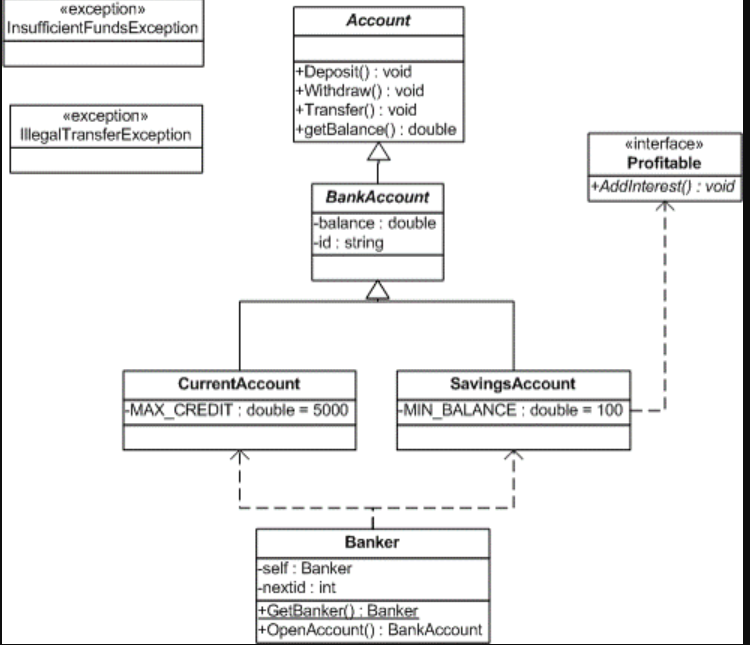 «exception»
InsufficientFundsException
«exception»
IllegalTransferException
Account
+Deposit() : void
+Withdraw() : void
+Transfer() : void
+getBalance() : double
«interface»
Profitable
+AddInterest() : void
BankAccount
-balance : double
-id : string
CurrentAccount
-MAX_CREDIT : double = 5000
SavingsAccount
-MIN_BALANCE : double = 100
Banker
-self : Banker
-nextid : int
+GetBanker() : Banker
+OpenAccount() : BankAccount